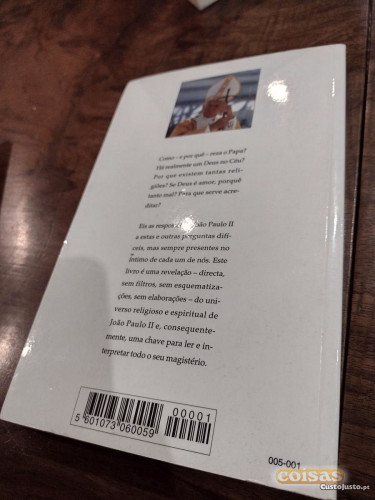 Como – e por quê – reza o Papa?
Há realmente um Deus no Céu?
Por que existem tantas reli-
giões? Se Deus é amor, porquê
tanto mal? Para que serve acre-
ditar?
Eis as respostas de João Paulo II
a estas e outras perguntas difí-
ceis, mas sempre presentes no
íntimo de cada um de nós. Este
livro é uma revelação – directa,
sem filtros, sem esquematiza-
ções, sem elaborações – do uni-
verso religioso e espiritual de
João Paulo II e, consequente-
mente, uma chave para ler e in-
terpretar todo o seu magistério.
00001
5 601073 060059
005-001
coisas
CustoJusto.pt